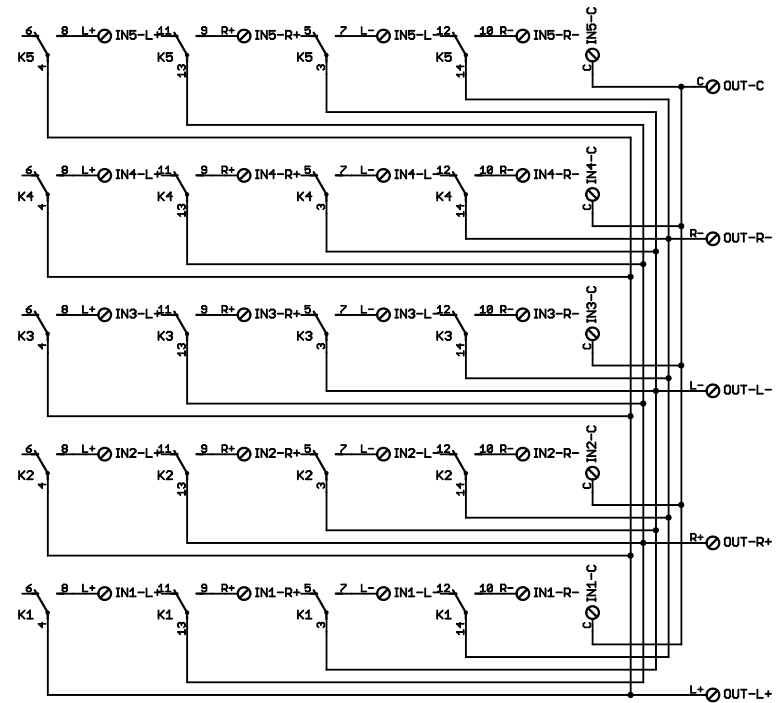 IN5-C
6 8 L+ IN5-L+ 11 9 R+ IN5-R+ 5 7 L- IN5-L- 12 10 R- IN5-R-
K5 K5 K5 K5
4 13 3 14 C
C OUT-C
IN4-C
6 8 L+ IN4-L+ 11 9 R+ IN4-R+ 5 7 L- IN4-L- 12 10 R- IN4-R-
K4 K4 K4 K4
4 13 3 14 C
R- OUT-R-
IN3-C
6 8 L+ IN3-L+ 11 9 R+ IN3-R+ 5 7 L- IN3-L- 12 10 R- IN3-R-
K3 K3 K3 K3
4 13 3 14 C
L- OUT-L-
IN2-C
6 8 L+ IN2-L+ 11 9 R+ IN2-R+ 5 7 L- IN2-L- 12 10 R- IN2-R-
K2 K2 K2 K2
4 13 3 14 C
R+ OUT-R+
IN1-C
6 8 L+ IN1-L+ 11 9 R+ IN1-R+ 5 7 L- IN1-L- 12 10 R- IN1-R-
K1 K1 K1 K1
4 13 3 14 C
L+ OUT-L+